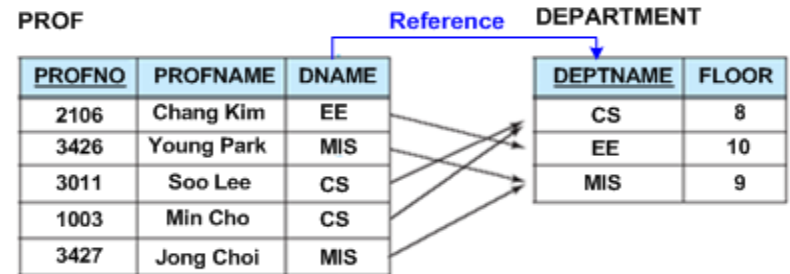 PROF Reference DEPARTMENT
PROFNO PROFNAME DNAME DEPTNAME FLOOR
2106 Chang Kim EE CS 8
3426 Young Park MIS EE 10
3011 Soo Lee CS MIS 9
1003 Min Cho CS
3427 Jong Choi MIS